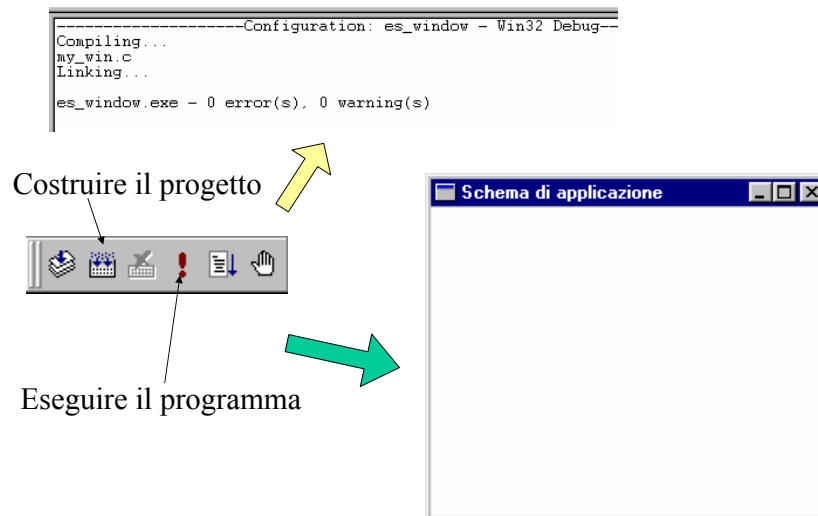 --------------------Configuration: es_window - Win32 Debug--
Compiling...
my_win.c
Linking...
es_window.exe - 0 error(s), 0 warning(s)
Costruire il progetto
Schema di applicazione
Eseguire il programma